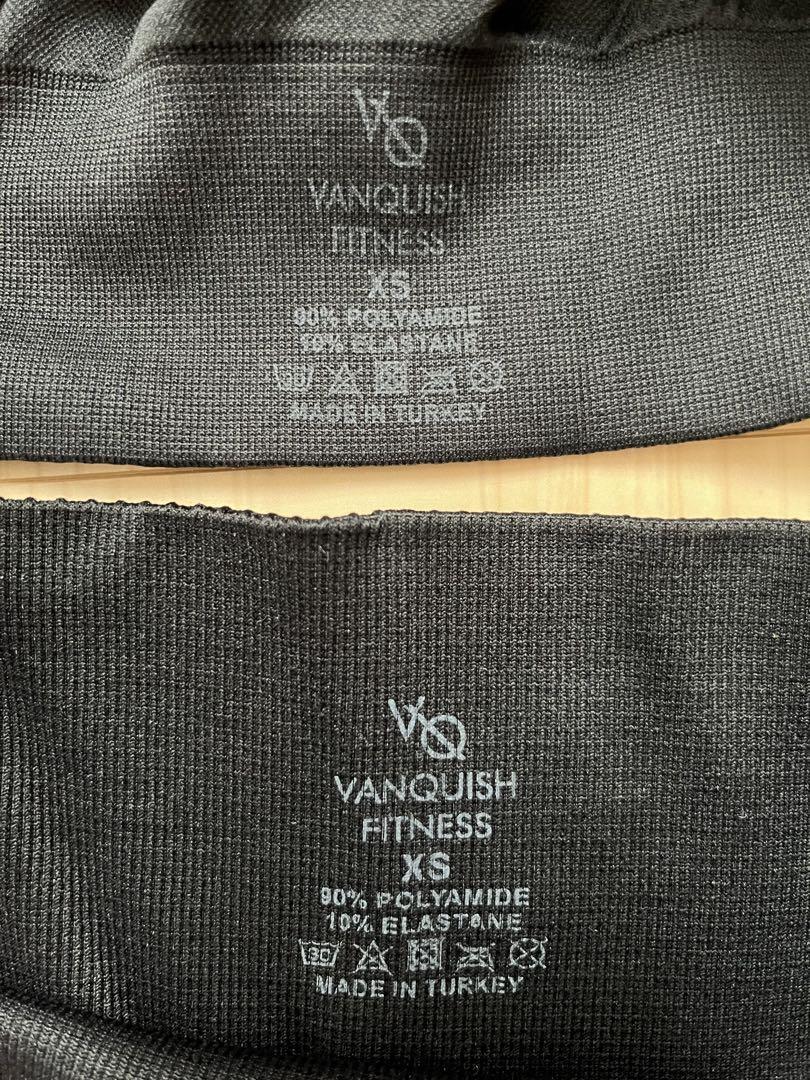 VQ
VANQUISH
FITNESS
XS
90% POLYAMIDE
10% ELASTANE
30
MADE IN TURKEY
VQ
VANQUISH
FITNESS
XS
90% POLYAMIDE
10% ELASTANE
30
MADE IN TURKEY